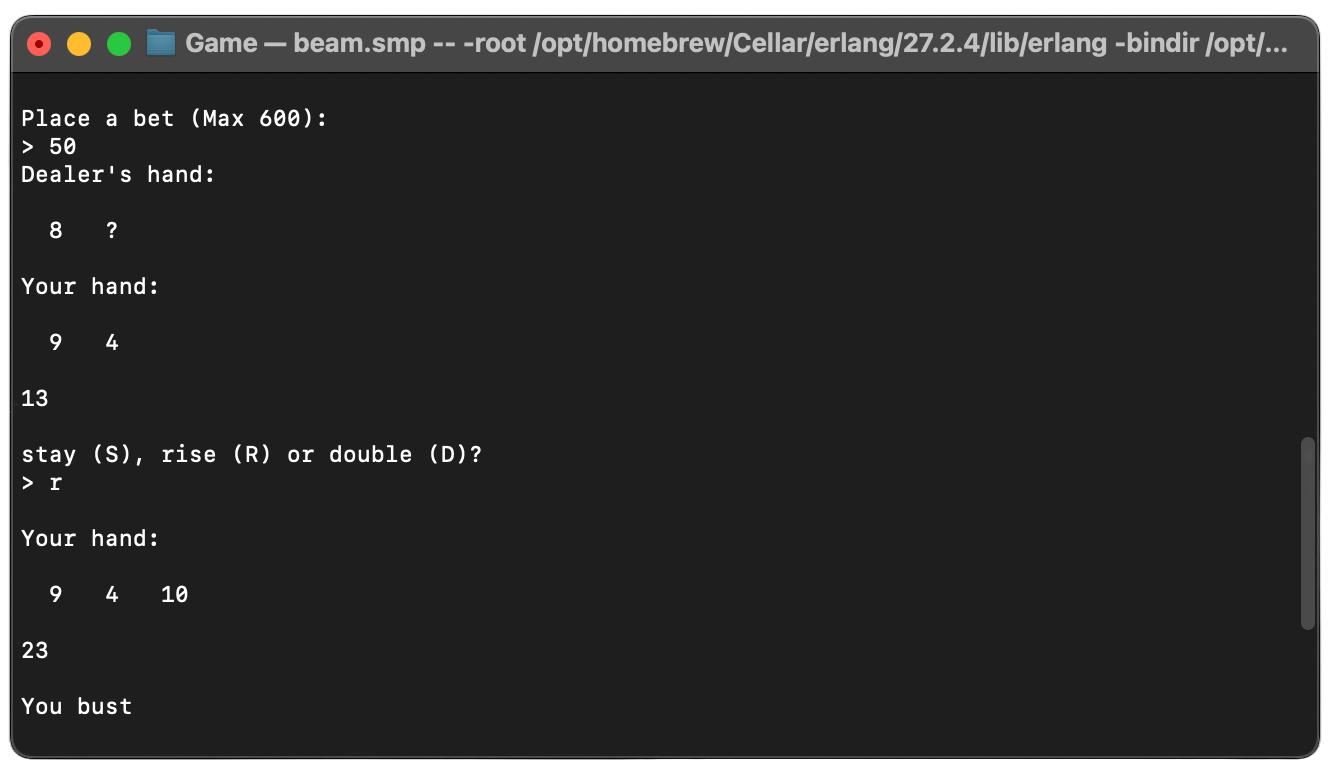 Game — beam.smp -- -root /opt/homebrew/Cellar/erlang/27.2.4/lib/erlang -bindir /opt/...
Place a bet (Max 600):
> 50
Dealer's hand:
8 ?
Your hand:
9 4
13
stay (S), rise (R) or double (D)?
> r
Your hand:
9 4 10
23
You bust